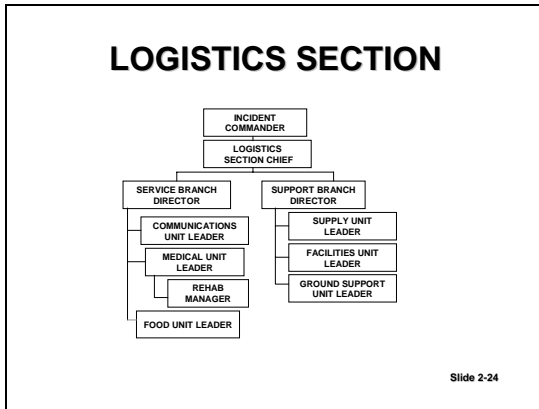 LOGISTICS SECTION
INCIDENT
COMMANDER
LOGISTICS
SECTION CHIEF
SERVICE BRANCH
DIRECTOR
COMMUNICATIONS
UNIT LEADER
MEDICAL UNIT
LEADER
REHAB
MANAGER
FOOD UNIT LEADER
SUPPORT BRANCH
DIRECTOR
SUPPLY UNIT
LEADER
FACILITIES UNIT
LEADER
GROUND SUPPORT
UNIT LEADER
Slide 2-24